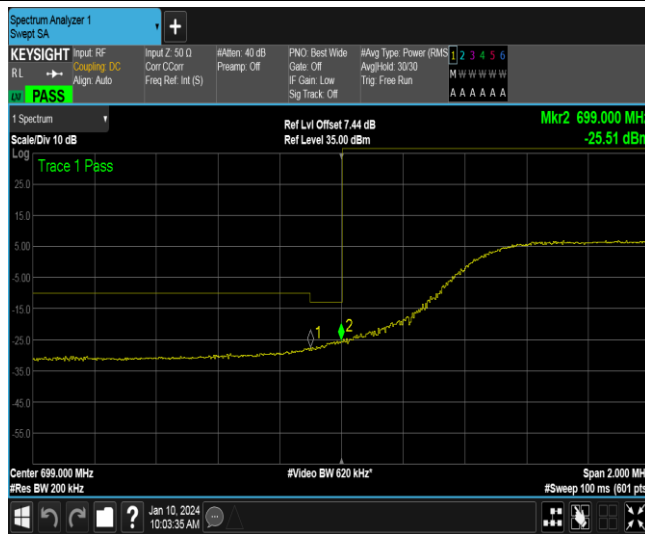 Spectrum Analyzer 1
Swept SA
+
KEYSIGHT Input: RF Input Z: 50 Ω #Atten: 40 dB PNO: Best Wide #Avg Type: Power (RMS 1 2 3 4 5 6
RL Coupling: DC Corr CCorr Preamp: Off Gate: Off Avg|Hold: 30/30 M W W W W W
Align: Auto Freq Ref: Int (S) IF Gain: Low Trig: Free Run
Sig Track: Off A A A A A A
PASS
1 Spectrum Ref Lvl Offset 7.44 dB Mkr2 699.000 MH
Scale/Div 10 dB Ref Level 35.00 dBm -25.51 dBm
Log
Trace 1 Pass
25.0
15.0
5.00
-5.00
-15.0
1 2
-25.0
-35.0
-45.0
-55.0
Center 699.000 MHz #Video BW 620 kHz* Span 2.000 MH
#Res BW 200 kHz #Sweep 100 ms (601 pts
? Jan 10, 2024
10:03:35 AM